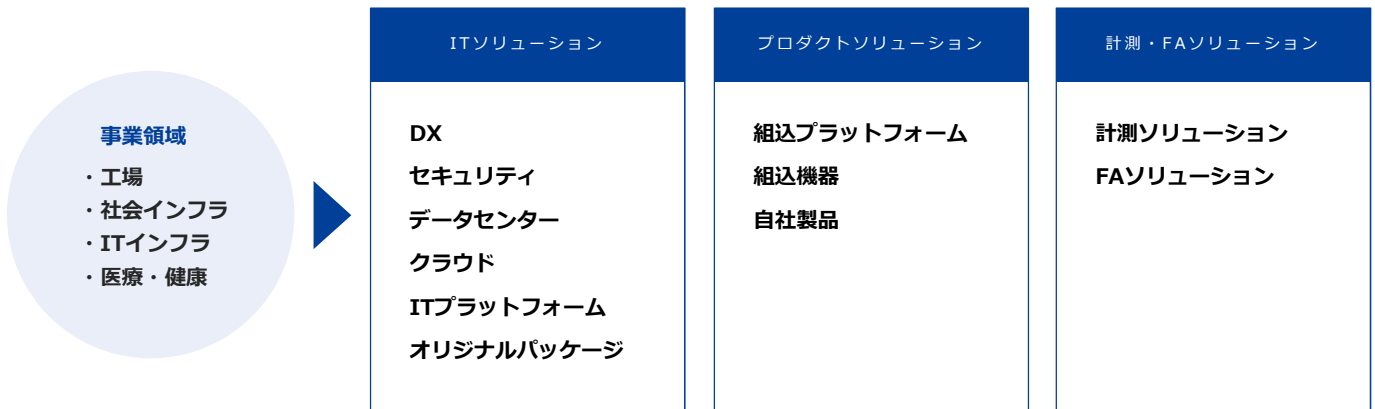 事業領域
・工場
・社会インフラ
・ITインフラ
・医療・健康
ITソリューション
DX
セキュリティ
データセンター
クラウド
ITプラットフォーム
オリジナルパッケージ
プロダクトソリューション
組込プラットフォーム
組込機器
自社製品
計測・FAソリューション
計測ソリューション
FAソリューション